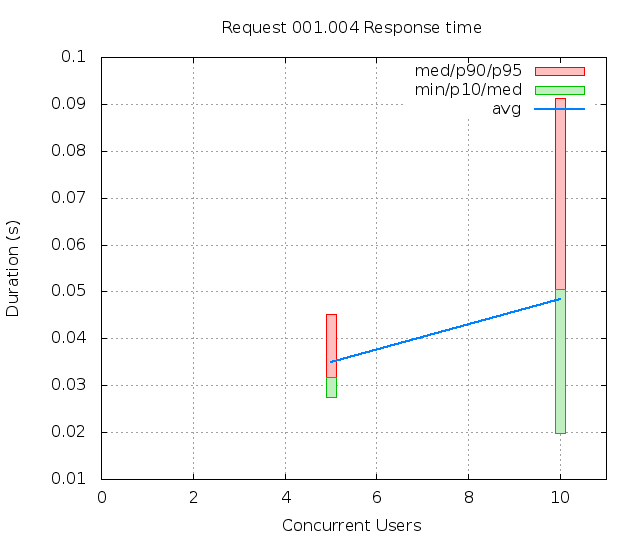 Request 001.004 Response time
med/p90/p95
min/p10/med
avg
0.1
0.09
0.08
0.07
0.06
0.05
0.04
0.03
0.02
0.01
Duration (s)
0 2 4 6 8 10
Concurrent Users